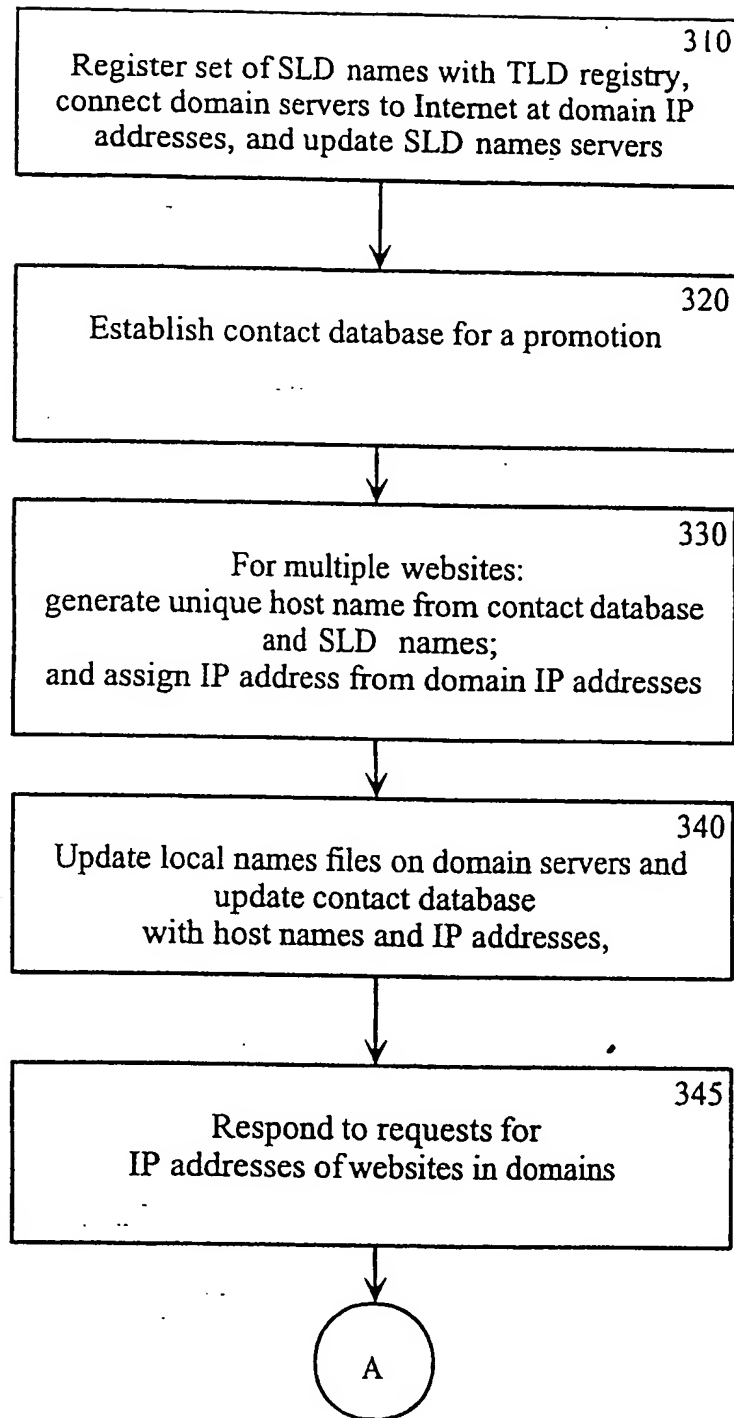 310
Register set of SLD names with TLD registry,
connect domain servers to Internet at domain IP
addresses, and update SLD names servers
320
Establish contact database for a promotion
330
For multiple websites:
generate unique host name from contact database
and SLD names;
and assign IP address from domain IP addresses
340
Update local names files on domain servers and
update contact database
with host names and IP addresses,
345
Respond to requests for
IP addresses of websites in domains
A